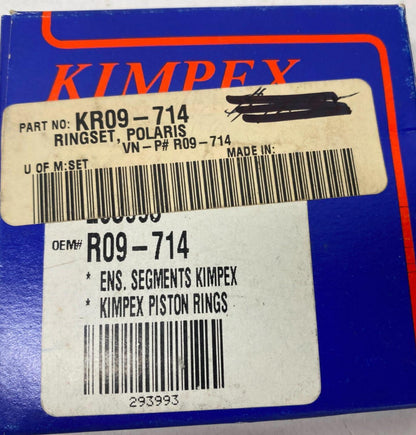 KIMPEX
PART NO: KR09-714
RINGSET, POLARIS
VN-P# R09-714
U OF M:SET MADE IN:
OEM# R09-714
* ENS. SEGMENTS KIMPEX
* KIMPEX PISTON RINGS
293993